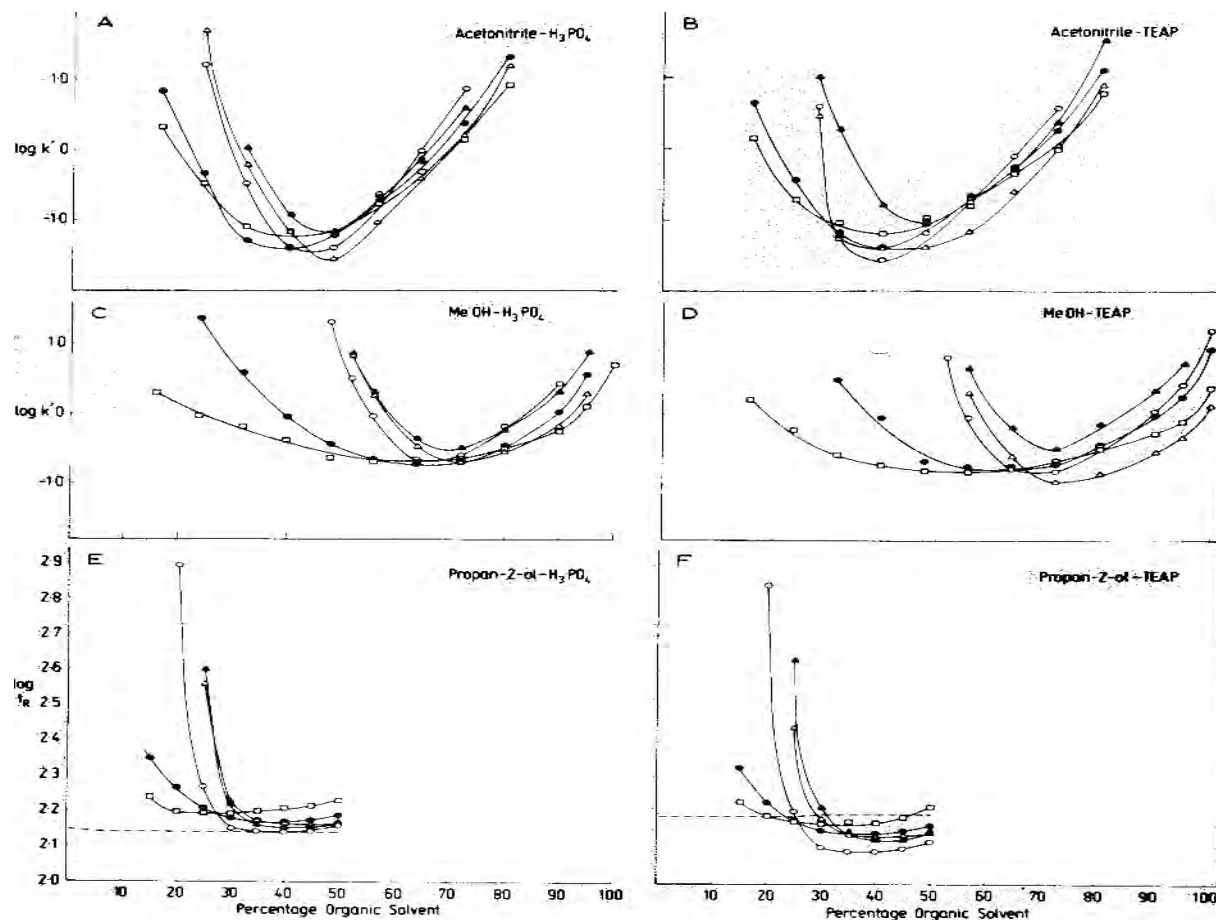 A
Acetonitrile-H₃PO₄
B
Acetonitrile-TEAP
1·0
log k' 0
-1·0
C
MeOH-H₃PO₄
D
MeOH-TEAP
1·0
log k' 0
-1·0
E
Propan-2-ol-H₃PO₄
F
Propan-2-ol-TEAP
2·9
2·8
2·7
2·6
log
tR
2·5
2·4
2·3
2·2
2·1
2·0
10 20 30 40 50 60 70 80 90 100
Percentage Organic Solvent
10 20 30 40 50 60 70 80 90 100
Percentage Organic Solvent